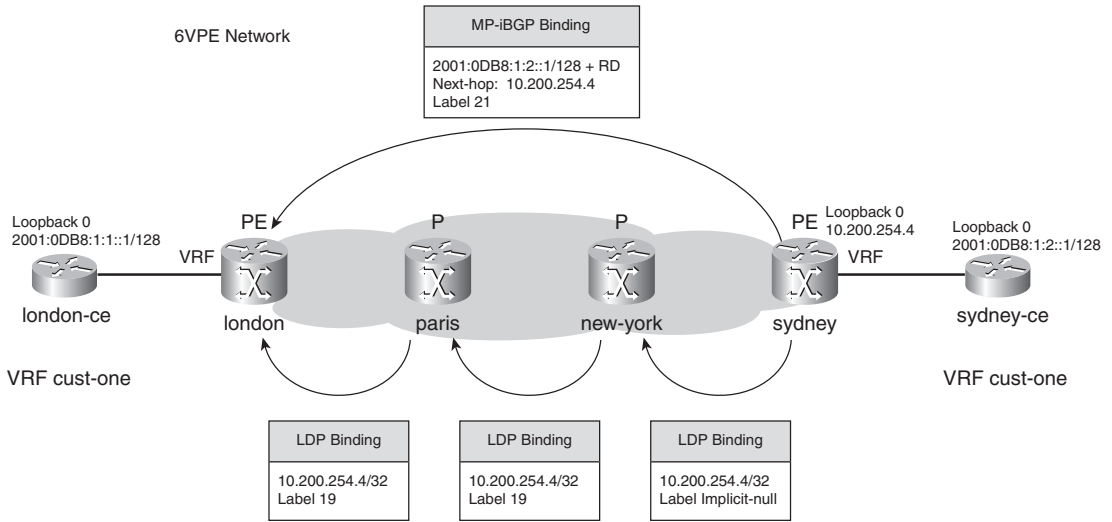 6VPE Network
MP-iBGP Binding
2001:0DB8:1:2::1/128 + RD
Next-hop: 10.200.254.4
Label 21
Loopback 0
2001:0DB8:1:1::1/128
VRF
PE
P
P
PE
Loopback 0
10.200.254.4
VRF
Loopback 0
2001:0DB8:1:2::1/128
london-ce
london
paris
new-york
sydney
sydney-ce
VRF cust-one
VRF cust-one
LDP Binding
10.200.254.4/32
Label 19
LDP Binding
10.200.254.4/32
Label 19
LDP Binding
10.200.254.4/32
Label Implicit-null